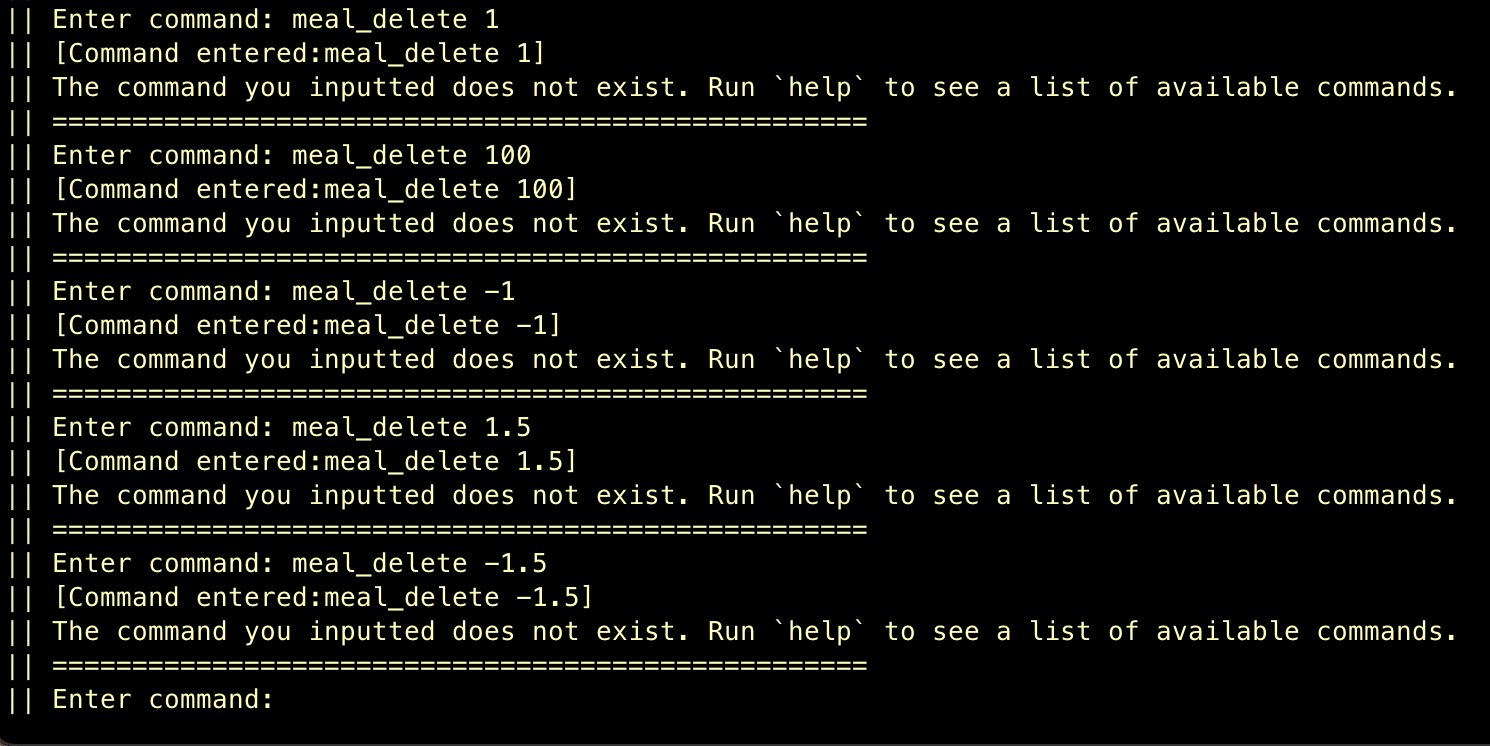 || Enter command: meal_delete 1
|| [Command entered:meal_delete 1]
|| The command you inputted does not exist. Run `help` to see a list of available commands.
|| ===================================================
|| Enter command: meal_delete 100
|| [Command entered:meal_delete 100]
|| The command you inputted does not exist. Run `help` to see a list of available commands.
|| ===================================================
|| Enter command: meal_delete -1
|| [Command entered:meal_delete -1]
|| The command you inputted does not exist. Run `help` to see a list of available commands.
|| ===================================================
|| Enter command: meal_delete 1.5
|| [Command entered:meal_delete 1.5]
|| The command you inputted does not exist. Run `help` to see a list of available commands.
|| ===================================================
|| Enter command: meal_delete -1.5
|| [Command entered:meal_delete -1.5]
|| The command you inputted does not exist. Run `help` to see a list of available commands.
|| ===================================================
|| Enter command: